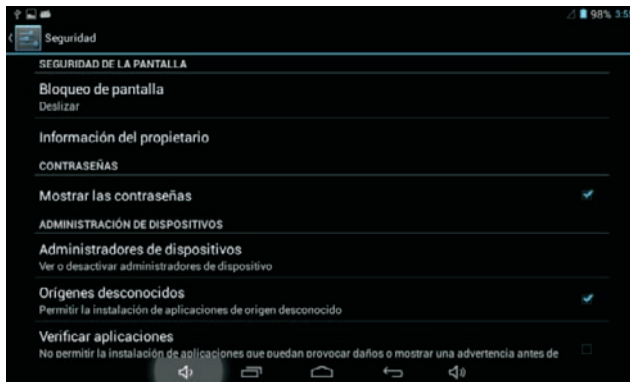 98% 3:5
Seguridad
SEGURIDAD DE LA PANTALLA
Bloqueo de pantalla
Deslizar
Información del propietario
CONTRASEÑAS
Mostrar las contraseñas
ADMINISTRACIÓN DE DISPOSITIVOS
Administradores de dispositivos
Ver o desactivar administradores de dispositivo
Orígenes desconocidos
Permitir la instalación de aplicaciones de origen desconocido
Verificar aplicaciones
No permitir la instalación de aplicaciones que puedan provocar daños o mostrar una advertencia antes de